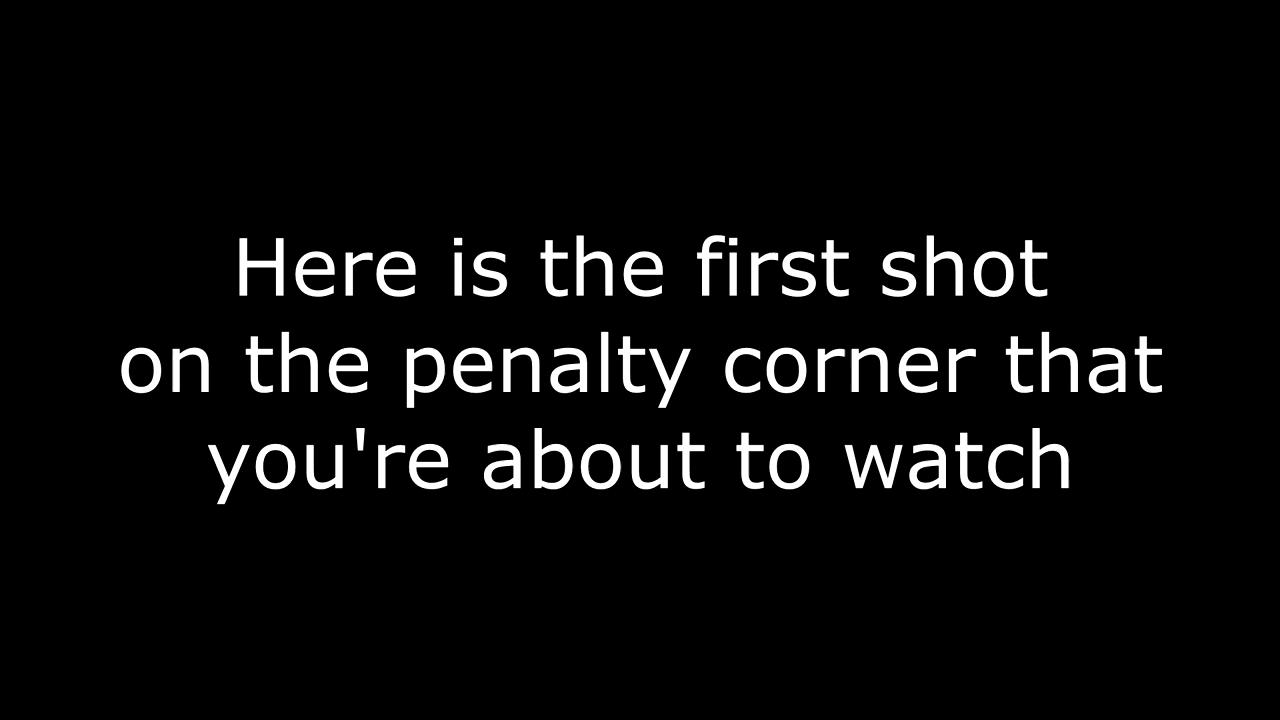 Here is the first shot
on the penalty corner that
you're about to watch